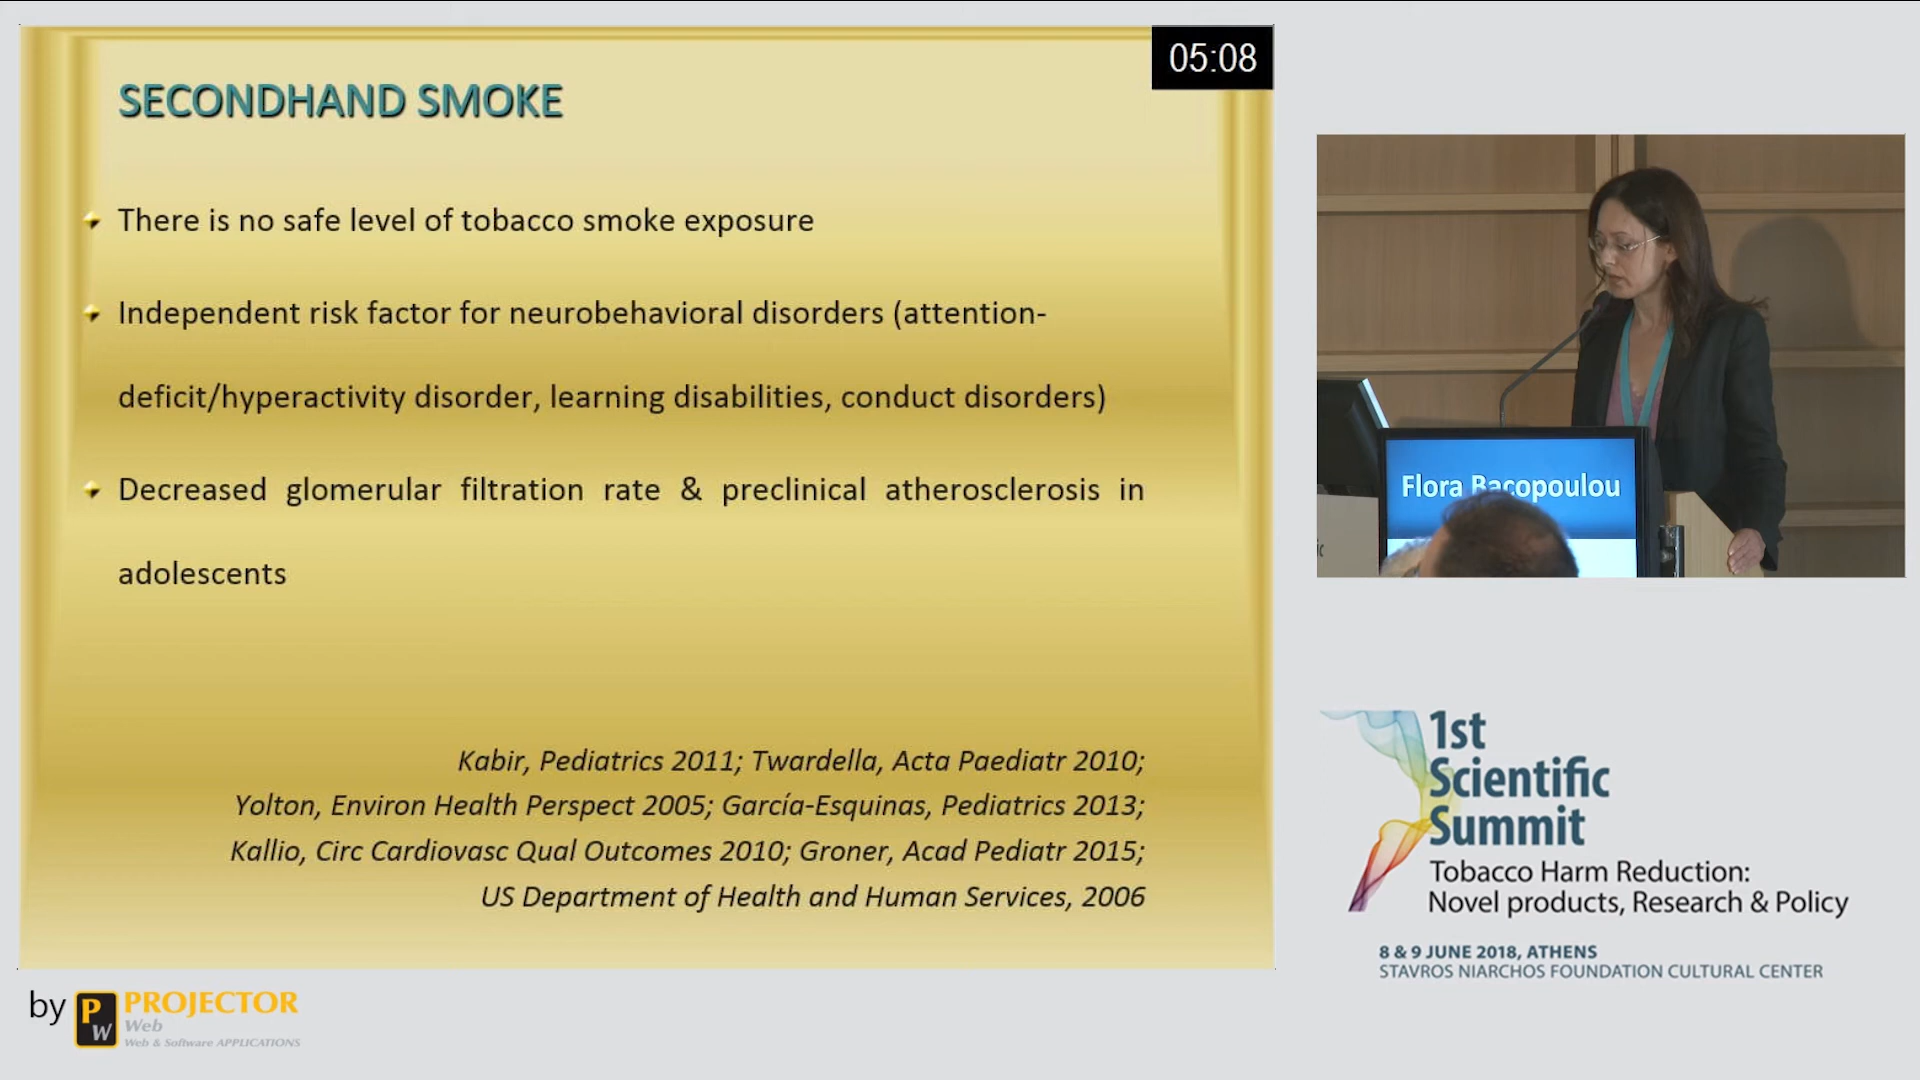 05:08
SECONDHAND SMOKE
There is no safe level of tobacco smoke exposure
Independent risk factor for neurobehavioral disorders (attention-
deficit/hyperactivity disorder, learning disabilities, conduct disorders)
Decreased glomerular filtration rate & preclinical atherosclerosis in
adolescents
Kabir, Pediatrics 2011; Twardella, Acta Paediatr 2010;
Yolton, Environ Health Perspect 2005; García-Esquinas, Pediatrics 2013;
Kallio, Circ Cardiovasc Qual Outcomes 2010; Groner, Acad Pediatr 2015;
US Department of Health and Human Services, 2006
by PW PROJECTOR
Web
Web & Software APPLICATIONS
Flora Bacopoulou
1st
Scientific
Summit
Tobacco Harm Reduction:
Novel products, Research & Policy
8 & 9 JUNE 2018, ATHENS
STAVROS NIARCHOS FOUNDATION CULTURAL CENTER